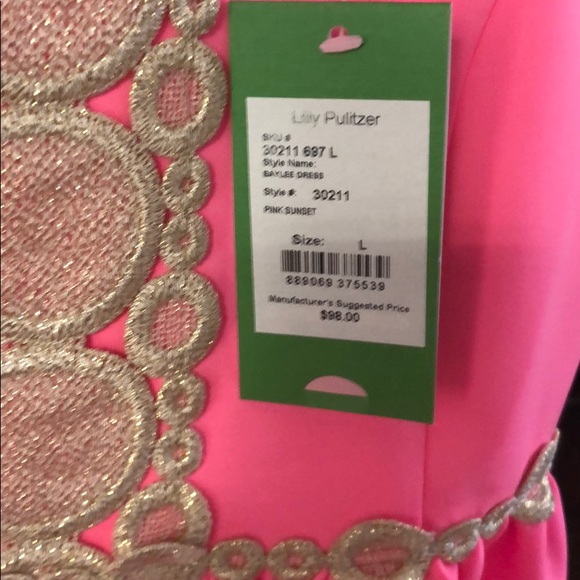 Lilly Pulitzer
SKU #
30211 697 L
Style Name:
BAYLEE DRESS
Style #: 30211
PINK SUNSET
Size: L
889069 375539
Manufacturer's Suggested Price
$98.00